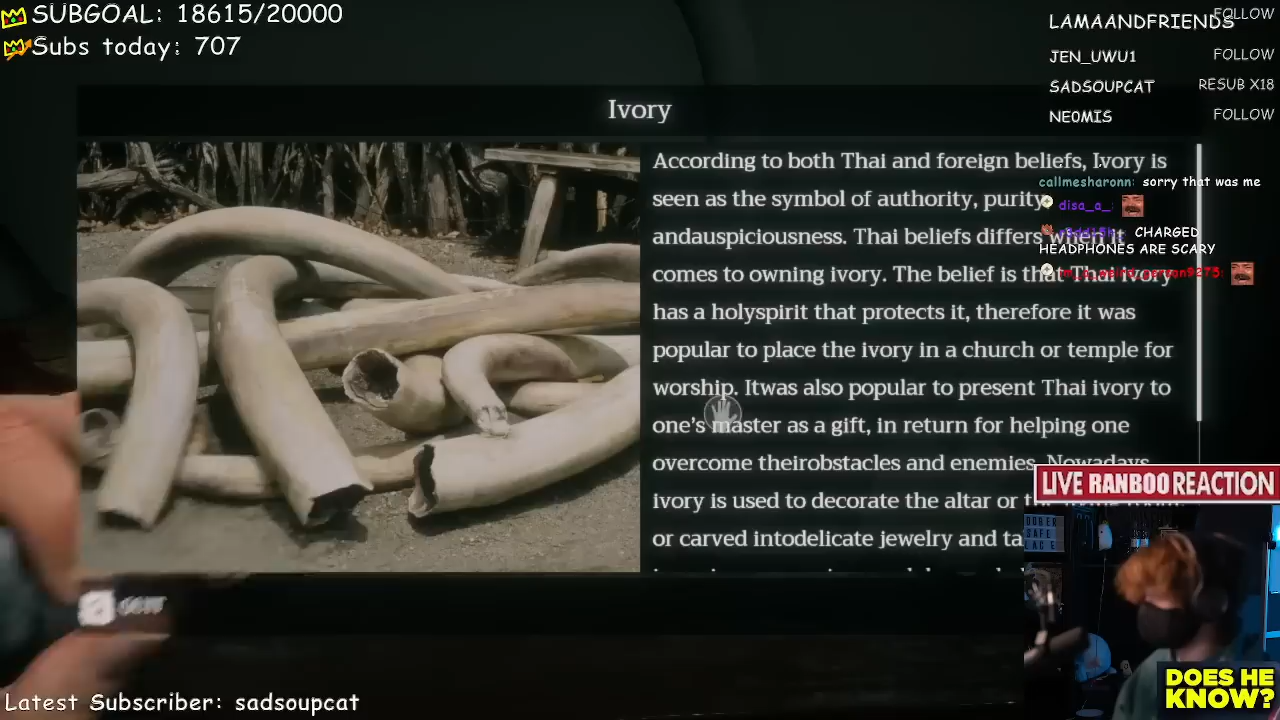 SUBGOAL: 18615/20000
Subs today: 707
LAMAANDFRIENDS FOLLOW
JEN_UWU1 FOLLOW
SADSOUPCAT RESUB X18
NE0MIS FOLLOW
Ivory
According to both Thai and foreign beliefs, Ivory is
seen as the symbol of authority, purity
andauspiciousness. Thai beliefs differs when it
comes to owning ivory. The belief is that Thai ivory
has a holyspirit that protects it, therefore it was
popular to place the ivory in a church or temple for
worship. Itwas also popular to present Thai ivory to
one's master as a gift, in return for helping one
overcome theirobstacles and enemies. Nowadays
ivory is used to decorate the altar or
or carved intodelicate jewelry and
callmesharonn: sorry that was me
disa_a_:
CHARGED
HEADPHONES ARE SCARY
LIVE RANBOO REACTION
SAFE
DOES HE
KNOW?
Latest Subscriber: sadsoupcat